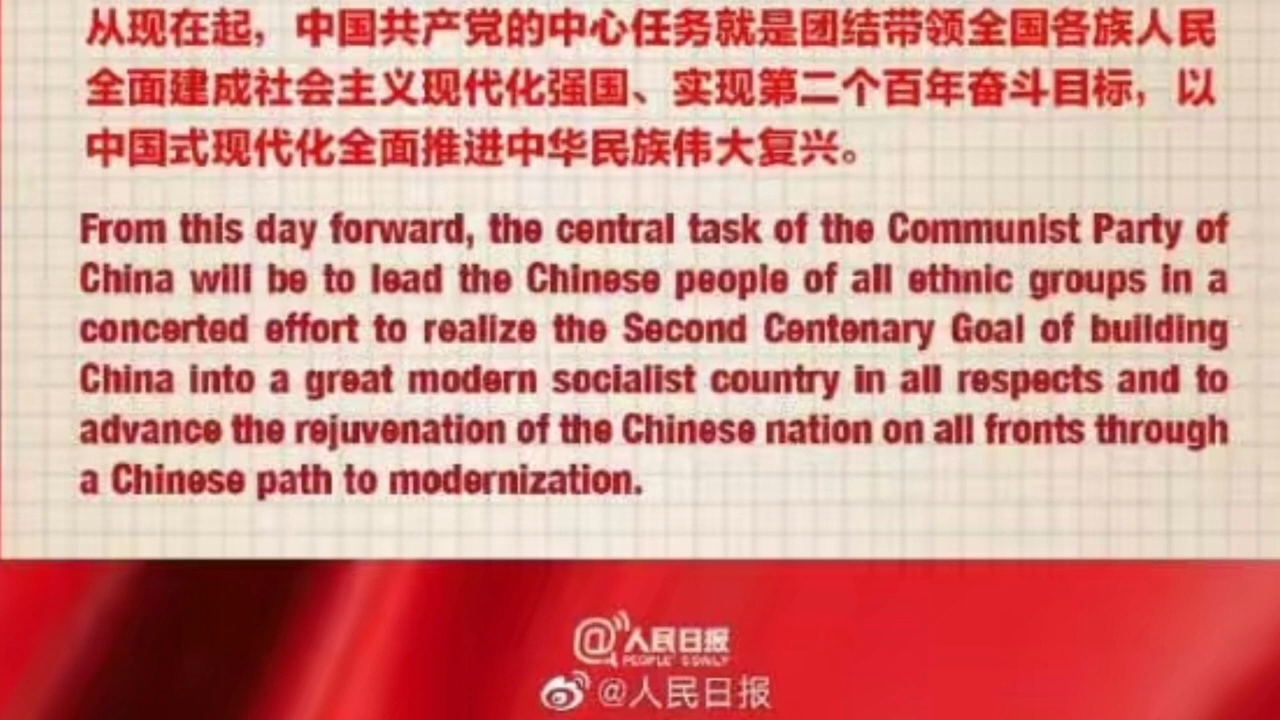 从现在起，中国共产党的中心任务就是团结带领全国各族人民
全面建成社会主义现代化强国、实现第二个百年奋斗目标，以
中国式现代化全面推进中华民族伟大复兴。
From this day forward, the central task of the Communist Party of
China will be to lead the Chinese people of all ethnic groups in a
concerted effort to realize the Second Centenary Goal of building
China into a great modern socialist country in all respects and to
advance the rejuvenation of the Chinese nation on all fronts through
a Chinese path to modernization.
@人民日报
PEOPLE'S DAILY
@人民日报